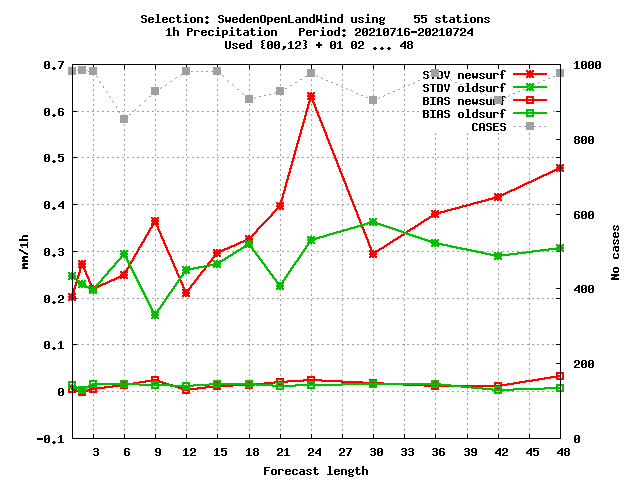 Selection: SwedenOpenLandWind using    55 stations
1h Precipitation   Period: 20210716-20210724
Used {00,12} + 01 02 ... 48
0.7 1000
STDV newsurf
STDV oldsurf
BIAS newsurf
BIAS oldsurf
CASES
0.6
0.5
0.4
0.3
0.2
0.1
0
-0.1
800
600
400
200
0
mm/1h
No cases
3 6 9 12 15 18 21 24 27 30 33 36 39 42 45 48
Forecast length